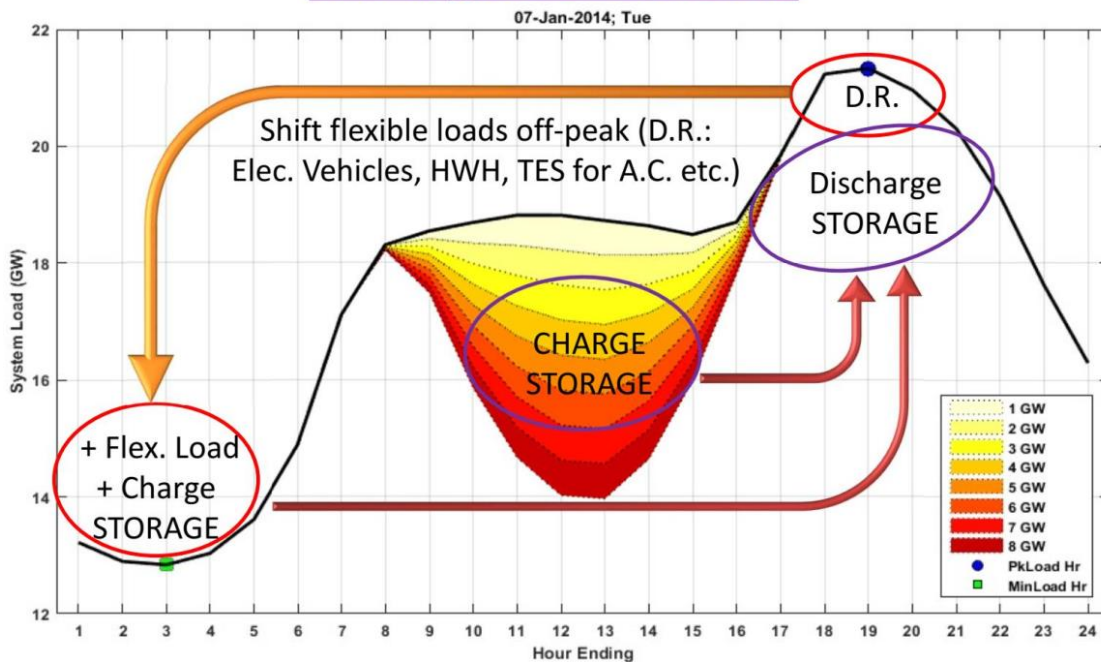 07-Jan-2014; Tue
System Load (GW)
22
20
18
16
14
12
D.R.
Shift flexible loads off-peak (D.R.:
Elec. Vehicles, HWH, TES for A.C. etc.)
Discharge
STORAGE
CHARGE
STORAGE
+ Flex. Load
+ Charge
STORAGE
1 GW
2 GW
3 GW
4 GW
5 GW
6 GW
7 GW
8 GW
PkLoad Hr
MinLoad Hr
1 2 3 4 5 6 7 8 9 10 11 12 13 14 15 16 17 18 19 20 21 22 23 24
Hour Ending